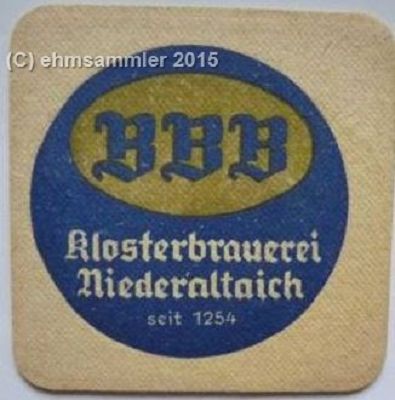 (C) ehmsammler 2015
BBB
Klosterbrauerei
Niederaltaich
seit 1254